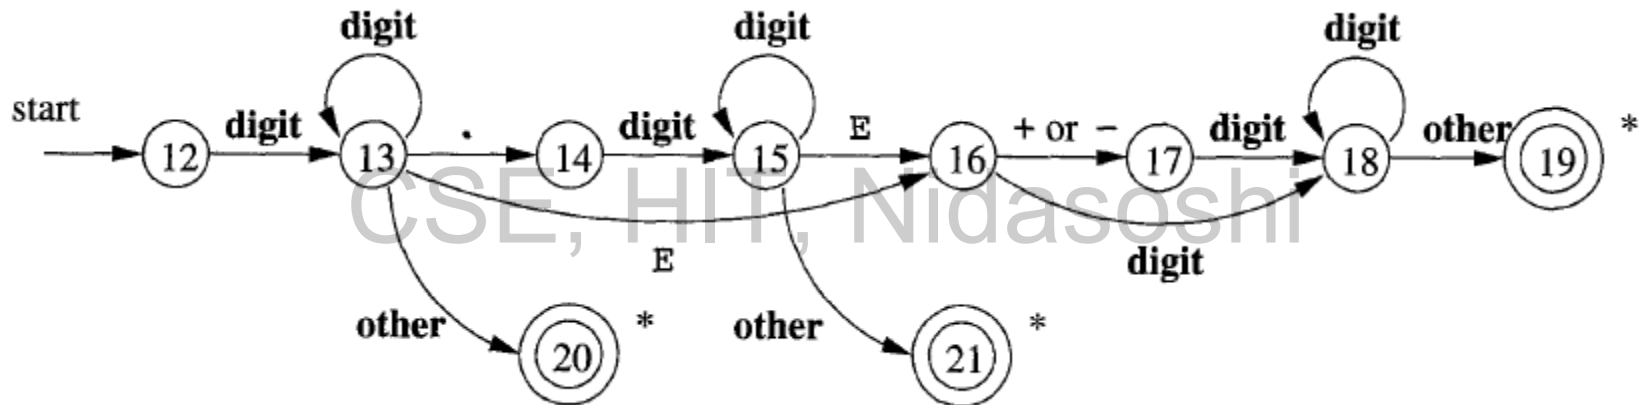 digit digit digit
start
digit . digit E + or - digit other *
12 13 14 15 16 17 18 19
CSE, HIT, Nidasoshi
E digit
other * other *
20 21